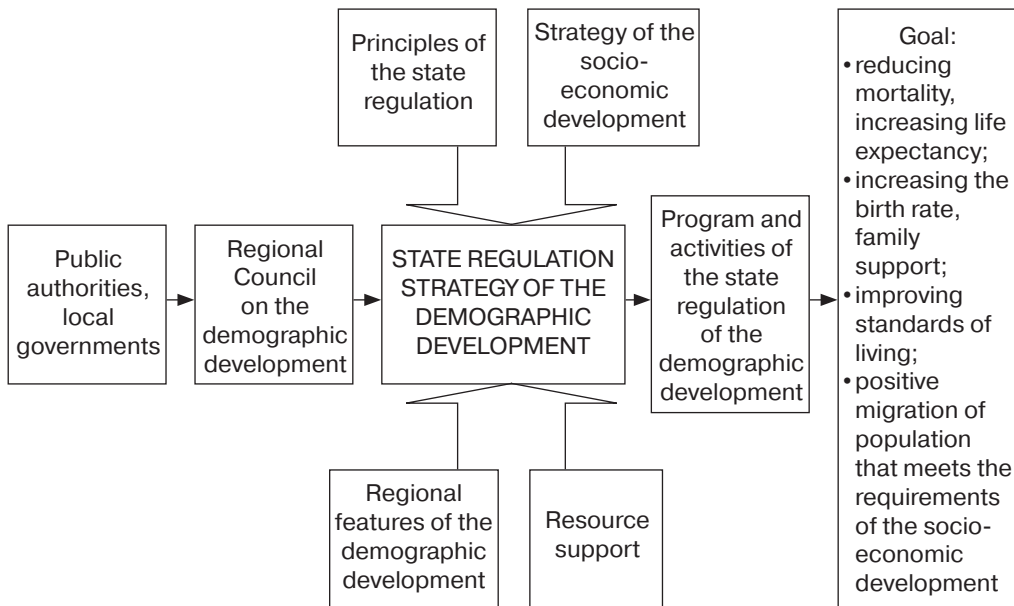 Principles of
the state
regulation
Strategy of the
socio-
economic
development
Public
authorities,
local
governments
Regional
Council
on the
demographic
development
STATE REGULATION
STRATEGY OF THE
DEMOGRAPHIC
DEVELOPMENT
Program and
activities of
the state
regulation
of the
demographic
development
Regional
features of the
demographic
development
Resource
support
Goal:
• reducing
mortality,
increasing life
expectancy;
• increasing the
birth rate,
family
support;
• improving
standards of
living;
• positive
migration of
population
that meets the
requirements
of the socio-
economic
development